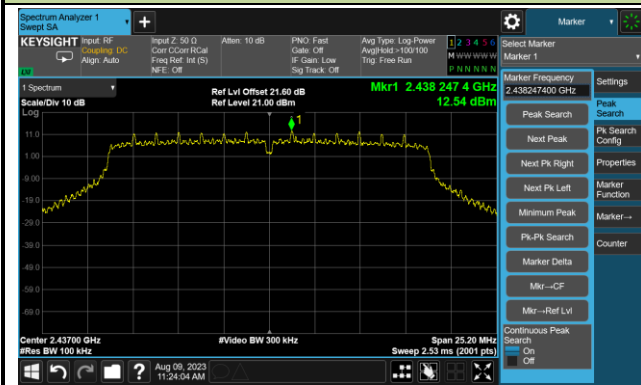 Spectrum Analyzer 1
Swept SA
+
Marker
KEYSIGHT
Input: RF
Coupling: DC
Align: Auto
Input Z: 50 Ω
Corr CCorr RCal
Freq Ref: Int (S)
NFE: Off
Atten: 10 dB
PNO: Fast
Gate: Off
IF Gain: Low
Sig Track: Off
Avg Type: Log-Power
Avg|Hold:>100/100
Trig: Free Run
1 2 3 4 5 6
M W W W W W
P N N N N N
LXI
Select Marker
Marker 1
1 Spectrum
Scale/Div 10 dB
Log
Ref Lvl Offset 21.60 dB
Ref Level 21.00 dBm
Mkr1 2.438 247 4 GHz
12.54 dBm
1
11.0
1.00
-9.00
-19.0
-29.0
-39.0
-49.0
-59.0
-69.0
Center 2.43700 GHz
#Res BW 100 kHz
#Video BW 300 kHz
Span 25.20 MHz
Sweep 2.53 ms (2001 pts)
Marker Frequency
2.438247400 GHz
Peak Search
Next Peak
Next Pk Right
Next Pk Left
Minimum Peak
Pk-Pk Search
Marker Delta
Mkr→CF
Mkr→Ref Lvl
Continuous Peak
Search
On
Off
Settings
Peak
Search
Pk Search
Config
Properties
Marker
Function
Marker→
Counter
?
Aug 09, 2023
11:24:04 AM